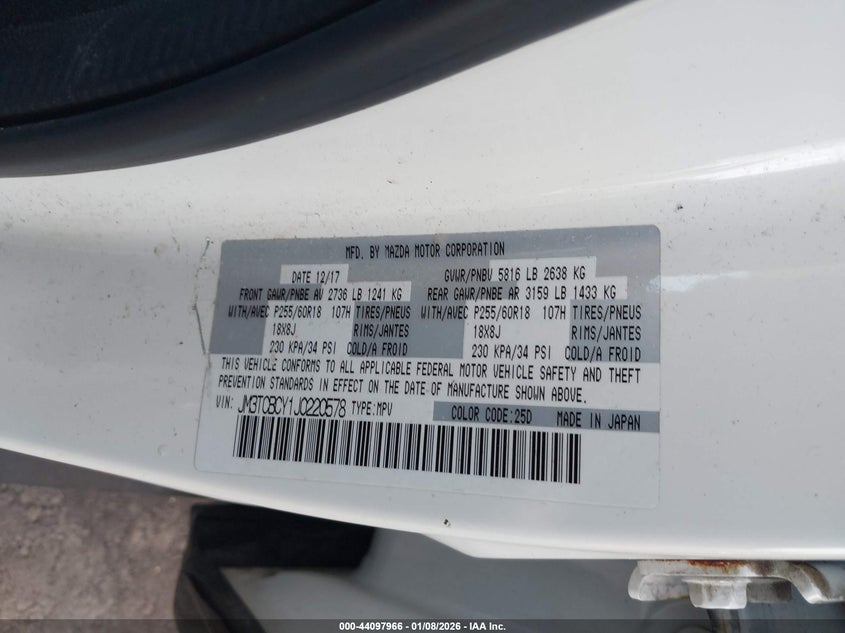 MFD. BY MAZDA MOTOR CORPORATION
DATE 12/17 GVWR/PNBV 5816 LB 2638 KG
FRONT GAWR/PNBE AV 2736 LB 1241 KG REAR GAWR/PNBE AR 3159 LB 1433 KG
WITH/AVEC P255/60R18 107H TIRES/PNEUS WITH/AVEC P255/60R18 107H TIRES/PNEUS
18X8J RIMS/JANTES 18X8J RIMS/JANTES
230 KPA/34 PSI COLD/A FROID 230 KPA/34 PSI COLD/A FROID
THIS VEHICLE CONFORMS TO ALL APPLICABLE FEDERAL MOTOR VEHICLE SAFETY AND THEFT
PREVENTION STANDARDS IN EFFECT ON THE DATE OF MANUFACTURE SHOWN ABOVE.
VIN: JM3TCBCY1J0220578 TYPE:MPV COLOR CODE:25D MADE IN JAPAN
000-44097966 - 01/08/2026 - IAA Inc.